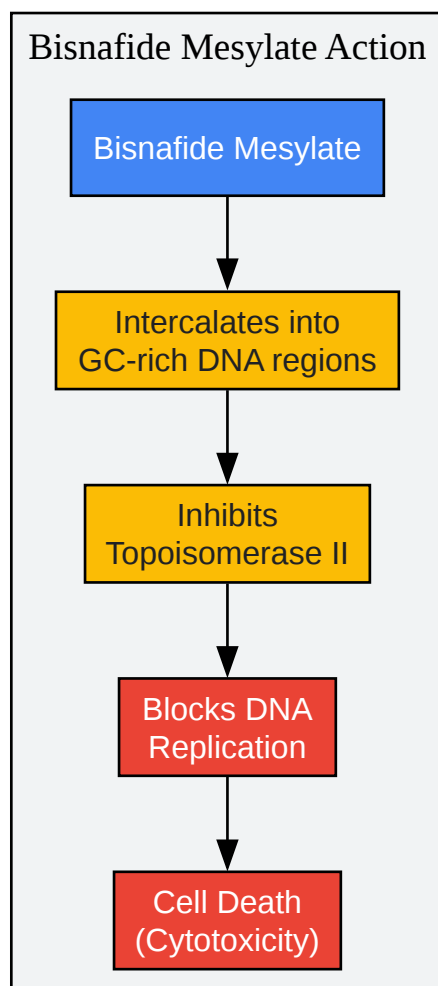 Bisnafide Mesylate Action
Bisnafide Mesylate
Intercalates into
GC-rich DNA regions
Inhibits
Topoisomerase II
Blocks DNA
Replication
Cell Death
(Cytotoxicity)